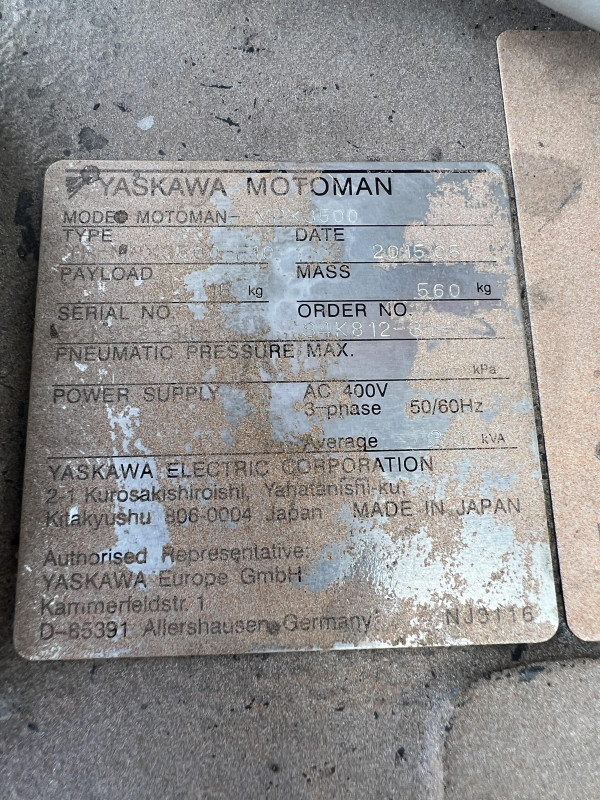 YASKAWA MOTOMAN
MODEL MOTOMAN-
TYPE DATE
2015.05
PAYLOAD MASS
15 kg 560 kg
SERIAL NO. ORDER NO.
PNEUMATIC PRESSURE MAX.
kPa
POWER SUPPLY AC 400V
3-phase 50/60Hz
Average kVA
YASKAWA ELECTRIC CORPORATION
2-1 Kurosakishiroishi, Yahatanishi-ku,
Kitakyushu 806-0004 Japan MADE IN JAPAN
Authorised Representative:
YASKAWA Europe GmbH
Kammerfeldstr. 1
D-85391 Allershausen, Germany